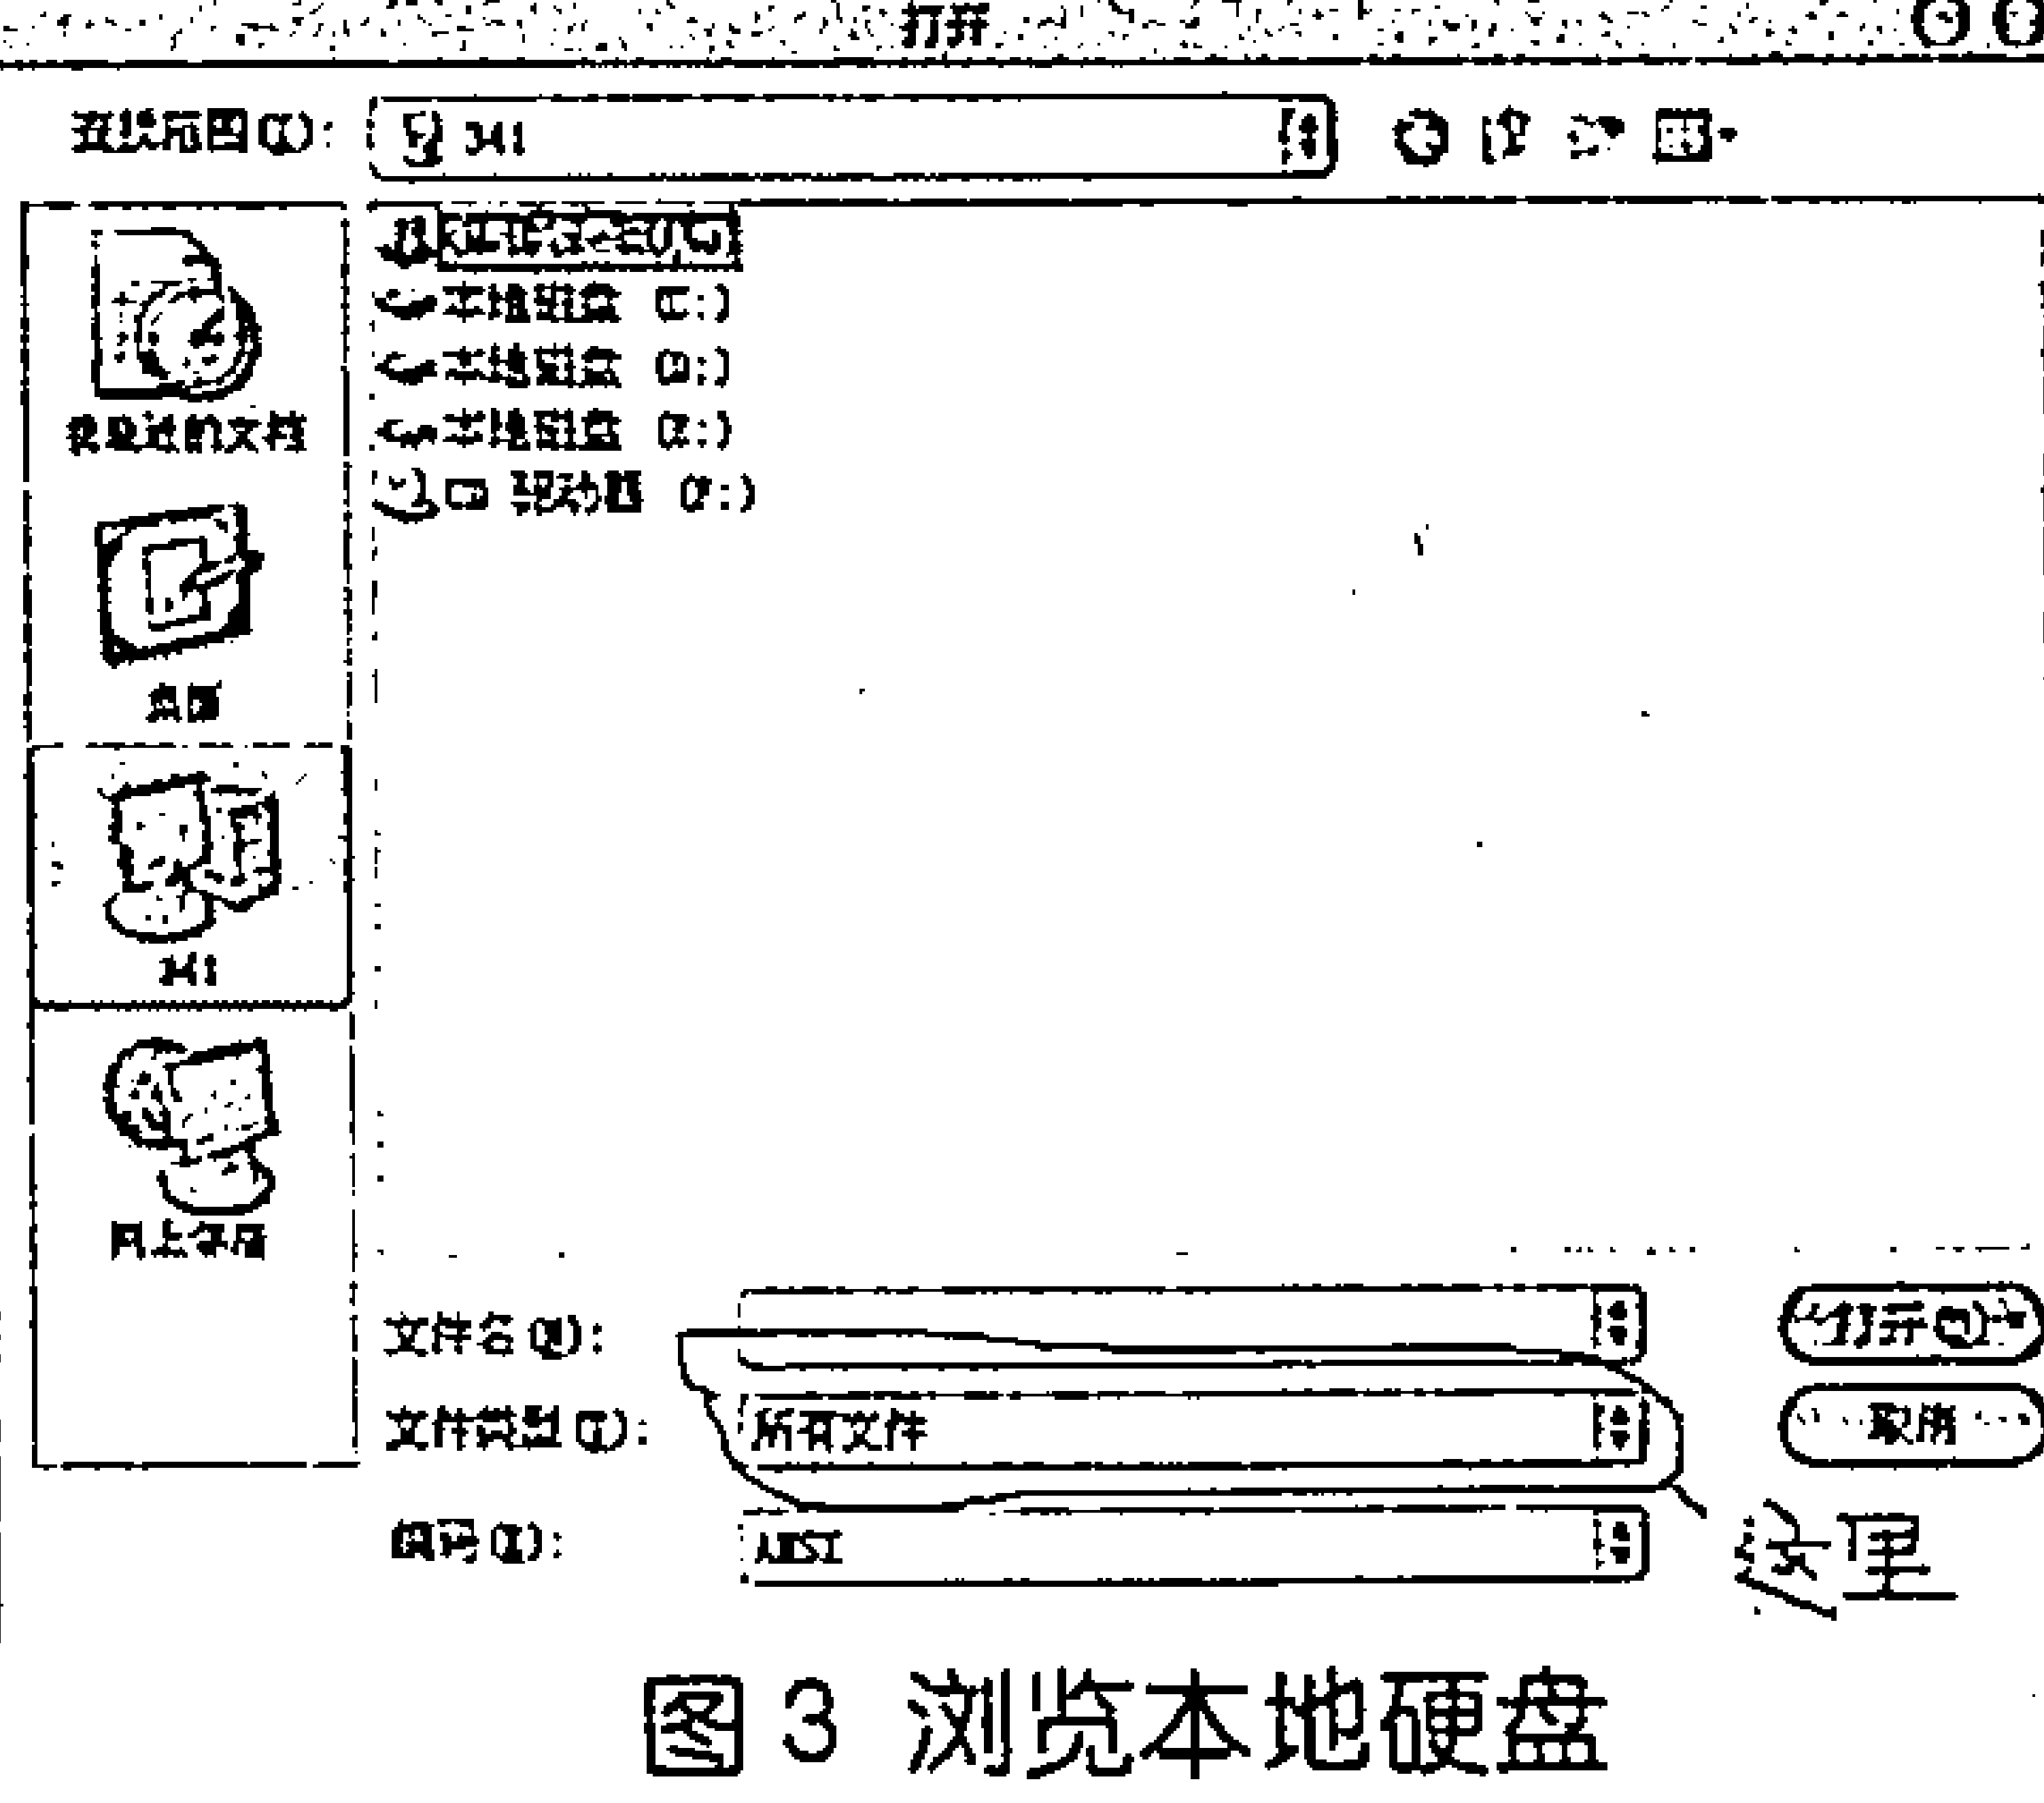 打开
查找范围(I): 341
我最近的文档
桌面
341
网上邻居
本地磁盘 (C:)
本地磁盘 (D:)
本地磁盘 (E:)
CD 驱动器 (F:)
文件名(N):
打开(O)
文件类型(T): 所有文件
取消
编码(E): ANSI
这里
图 3 浏览本地硬盘